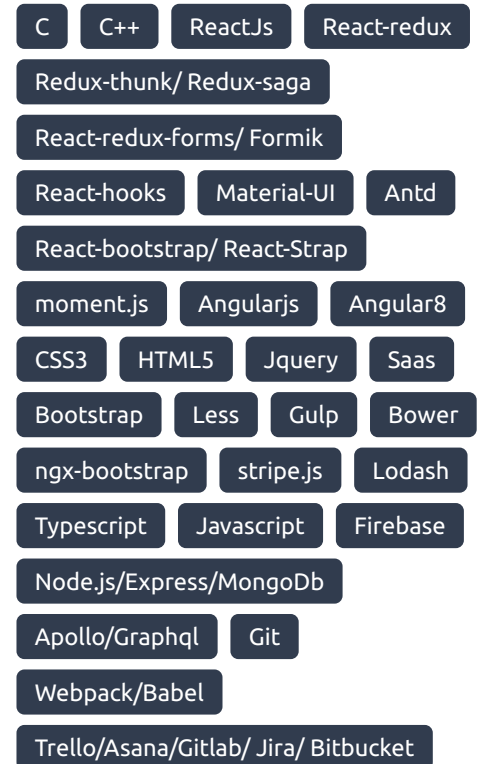 C C++ ReactJs React-redux
Redux-thunk/ Redux-saga
React-redux-forms/ Formik
React-hooks Material-UI Antd
React-bootstrap/ React-Strap
moment.js Angularjs Angular8
CSS3 HTML5 Jquery Saas
Bootstrap Less Gulp Bower
ngx-bootstrap stripe.js Lodash
Typescript Javascript Firebase
Node.js/Express/MongoDb
Apollo/Graphql Git
Webpack/Babel
Trello/Asana/Gitlab/ Jira/ Bitbucket